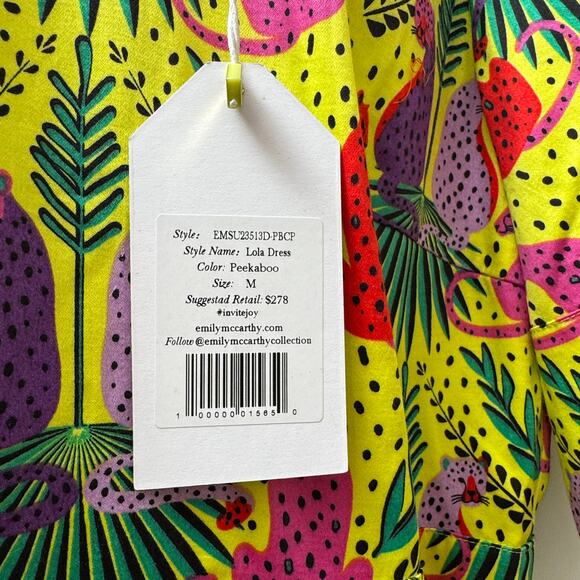 Style: EMSU23513D-PBCP
Style Name: Lola Dress
Color: Peekaboo
Size: M
Suggestad Retail: $278
#invitejoy
emilymccarthy.com
Follow @emilymccarthycollection
1 00000 01565 0